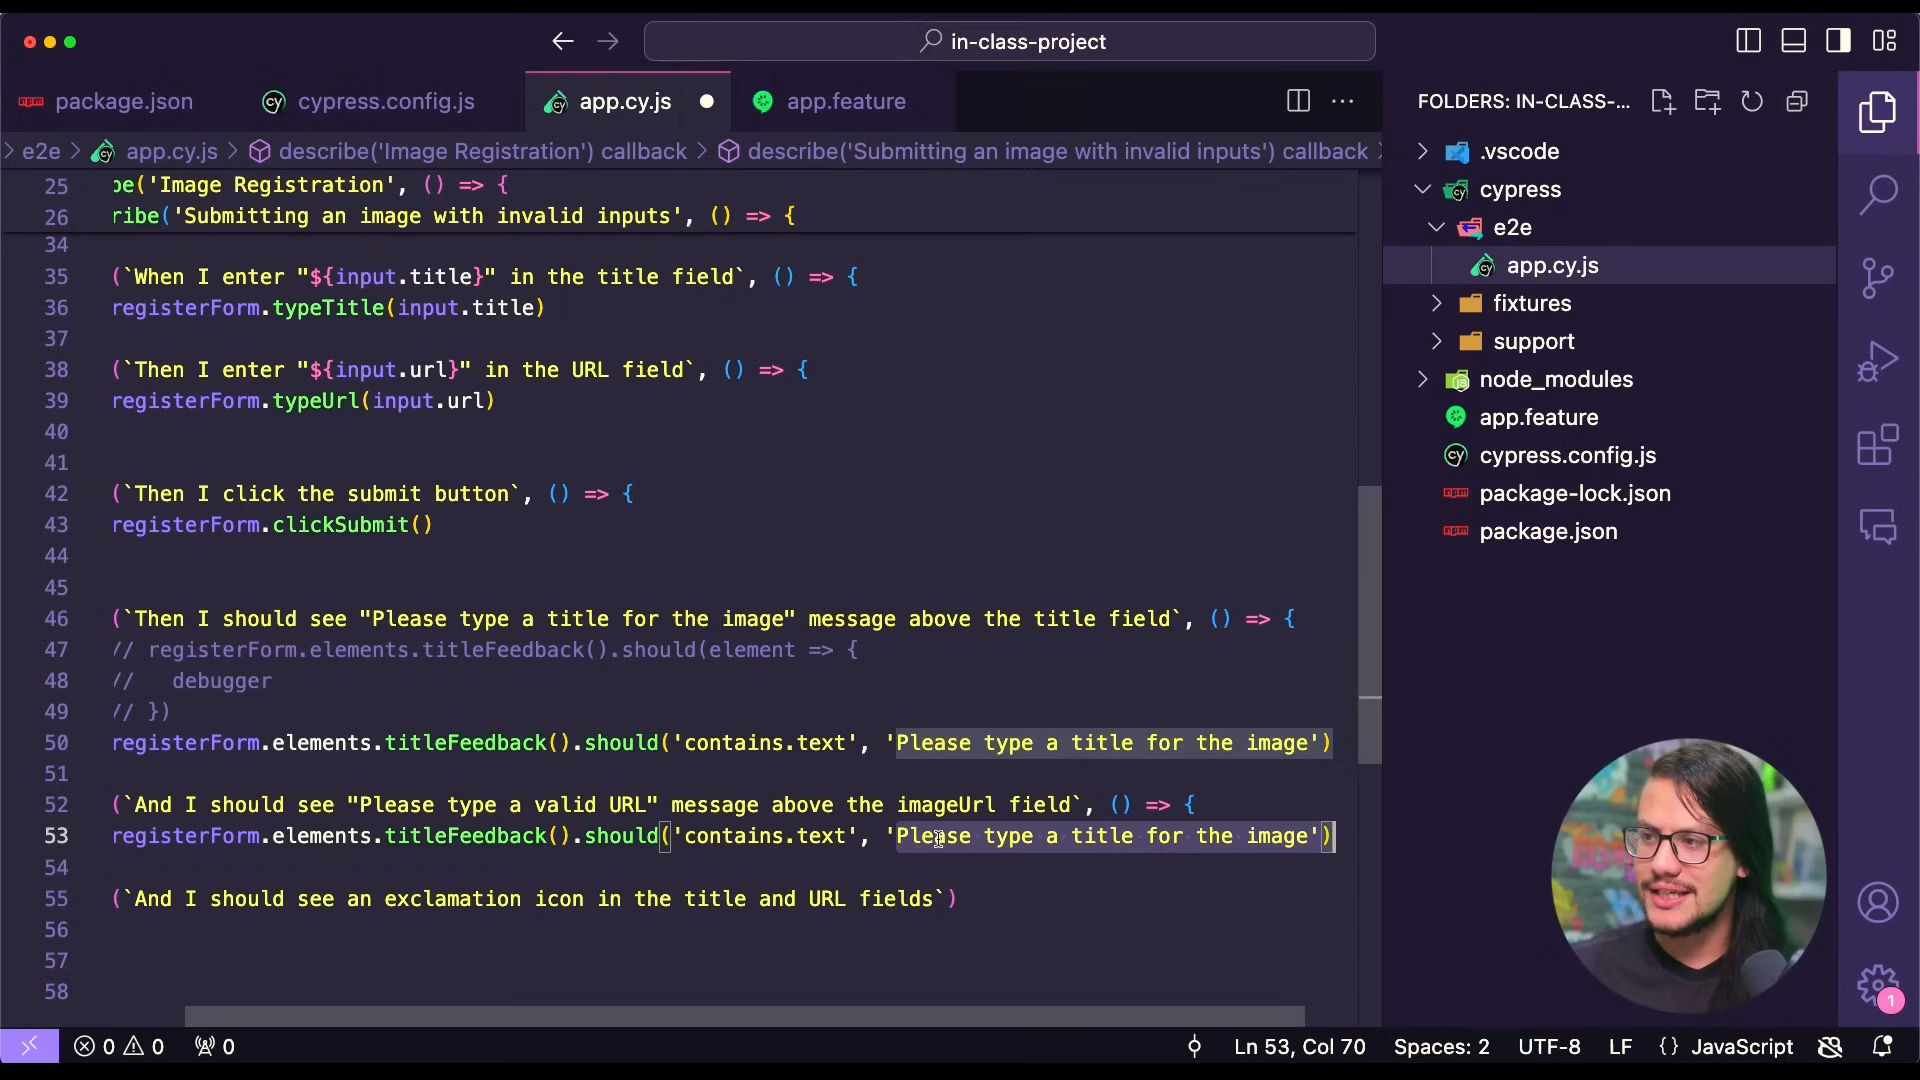 in-class-project
package.json
cypress.config.js
app.cy.js
app.feature
FOLDERS: IN-CLASS-...
> e2e > app.cy.js > describe('Image Registration') callback > describe('Submitting an image with invalid inputs') callback >
25 be('Image Registration', () => {
26 ribe('Submitting an image with invalid inputs', () => {
34
35 (`When I enter "${input.title}" in the title field`, () => {
36 registerForm.typeTitle(input.title)
37
38 (`Then I enter "${input.url}" in the URL field`, () => {
39 registerForm.typeUrl(input.url)
40
41
42 (`Then I click the submit button`, () => {
43 registerForm.clickSubmit()
44
45
46 (`Then I should see "Please type a title for the image" message above the title field`, () => {
47 // registerForm.elements.titleFeedback().should(element => {
48 //   debugger
49 // })
50 registerForm.elements.titleFeedback().should('contains.text', 'Please type a title for the image')
51
52 (`And I should see "Please type a valid URL" message above the imageUrl field`, () => {
53 registerForm.elements.titleFeedback().should('contains.text', 'Please type a title for the image')
54
55 (`And I should see an exclamation icon in the title and URL fields`)
56
57
58
.vscode
cypress
e2e
app.cy.js
fixtures
support
node_modules
app.feature
cypress.config.js
package-lock.json
package.json
1
0 0 0
Ln 53, Col 70
Spaces: 2
UTF-8
LF
{} JavaScript